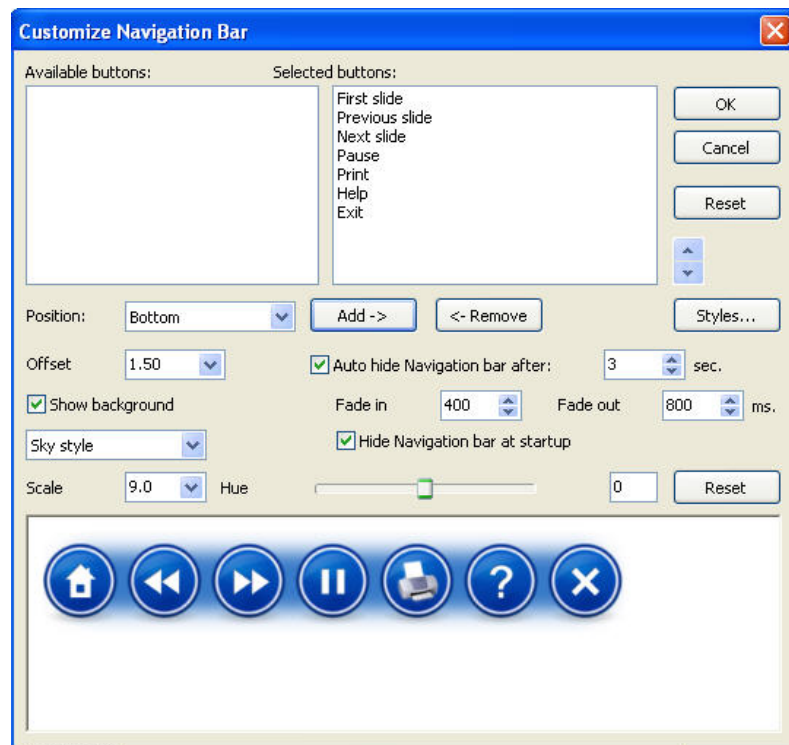 Customize Navigation Bar
Available buttons: Selected buttons:
First slide
Previous slide
Next slide
Pause
Print
Help
Exit
OK
Cancel
Reset
Position: Bottom Add -> <- Remove Styles...
Offset 1.50 Auto hide Navigation bar after: 3 sec.
Show background Fade in 400 Fade out 800 ms.
Sky style Hide Navigation bar at startup
Scale 9.0 Hue 0 Reset
?